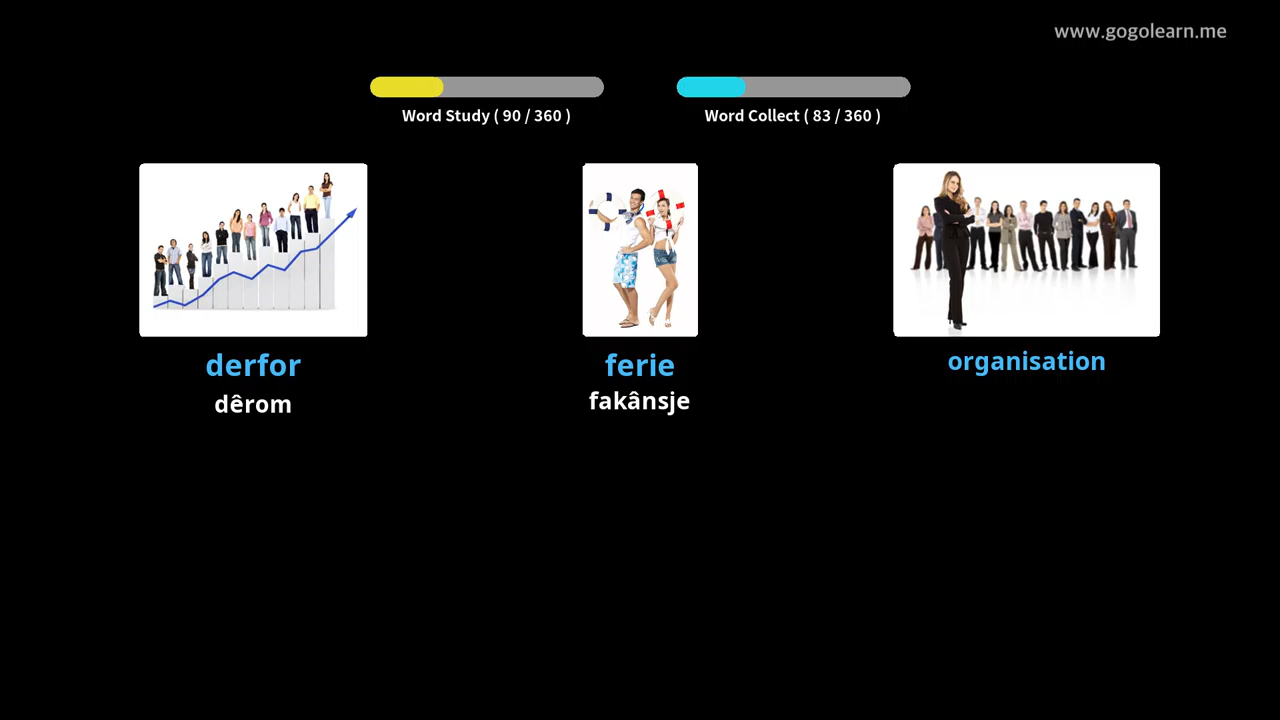 www.gogolearn.me
Word Study ( 90 / 360 )
Word Collect ( 83 / 360 )
derfor
ferie
organisation
dêrom
fakânsje